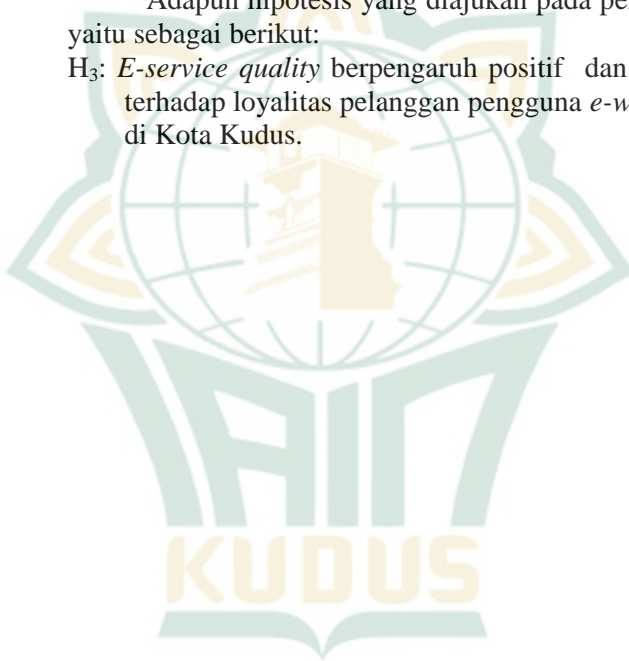 Adapun hipotesis yang diajukan pada
yaitu sebagai berikut:
H₃: E-service quality berpengaruh positif dan
terhadap loyalitas pelanggan pengguna
di Kota Kudus.
IAIN
KUDUS